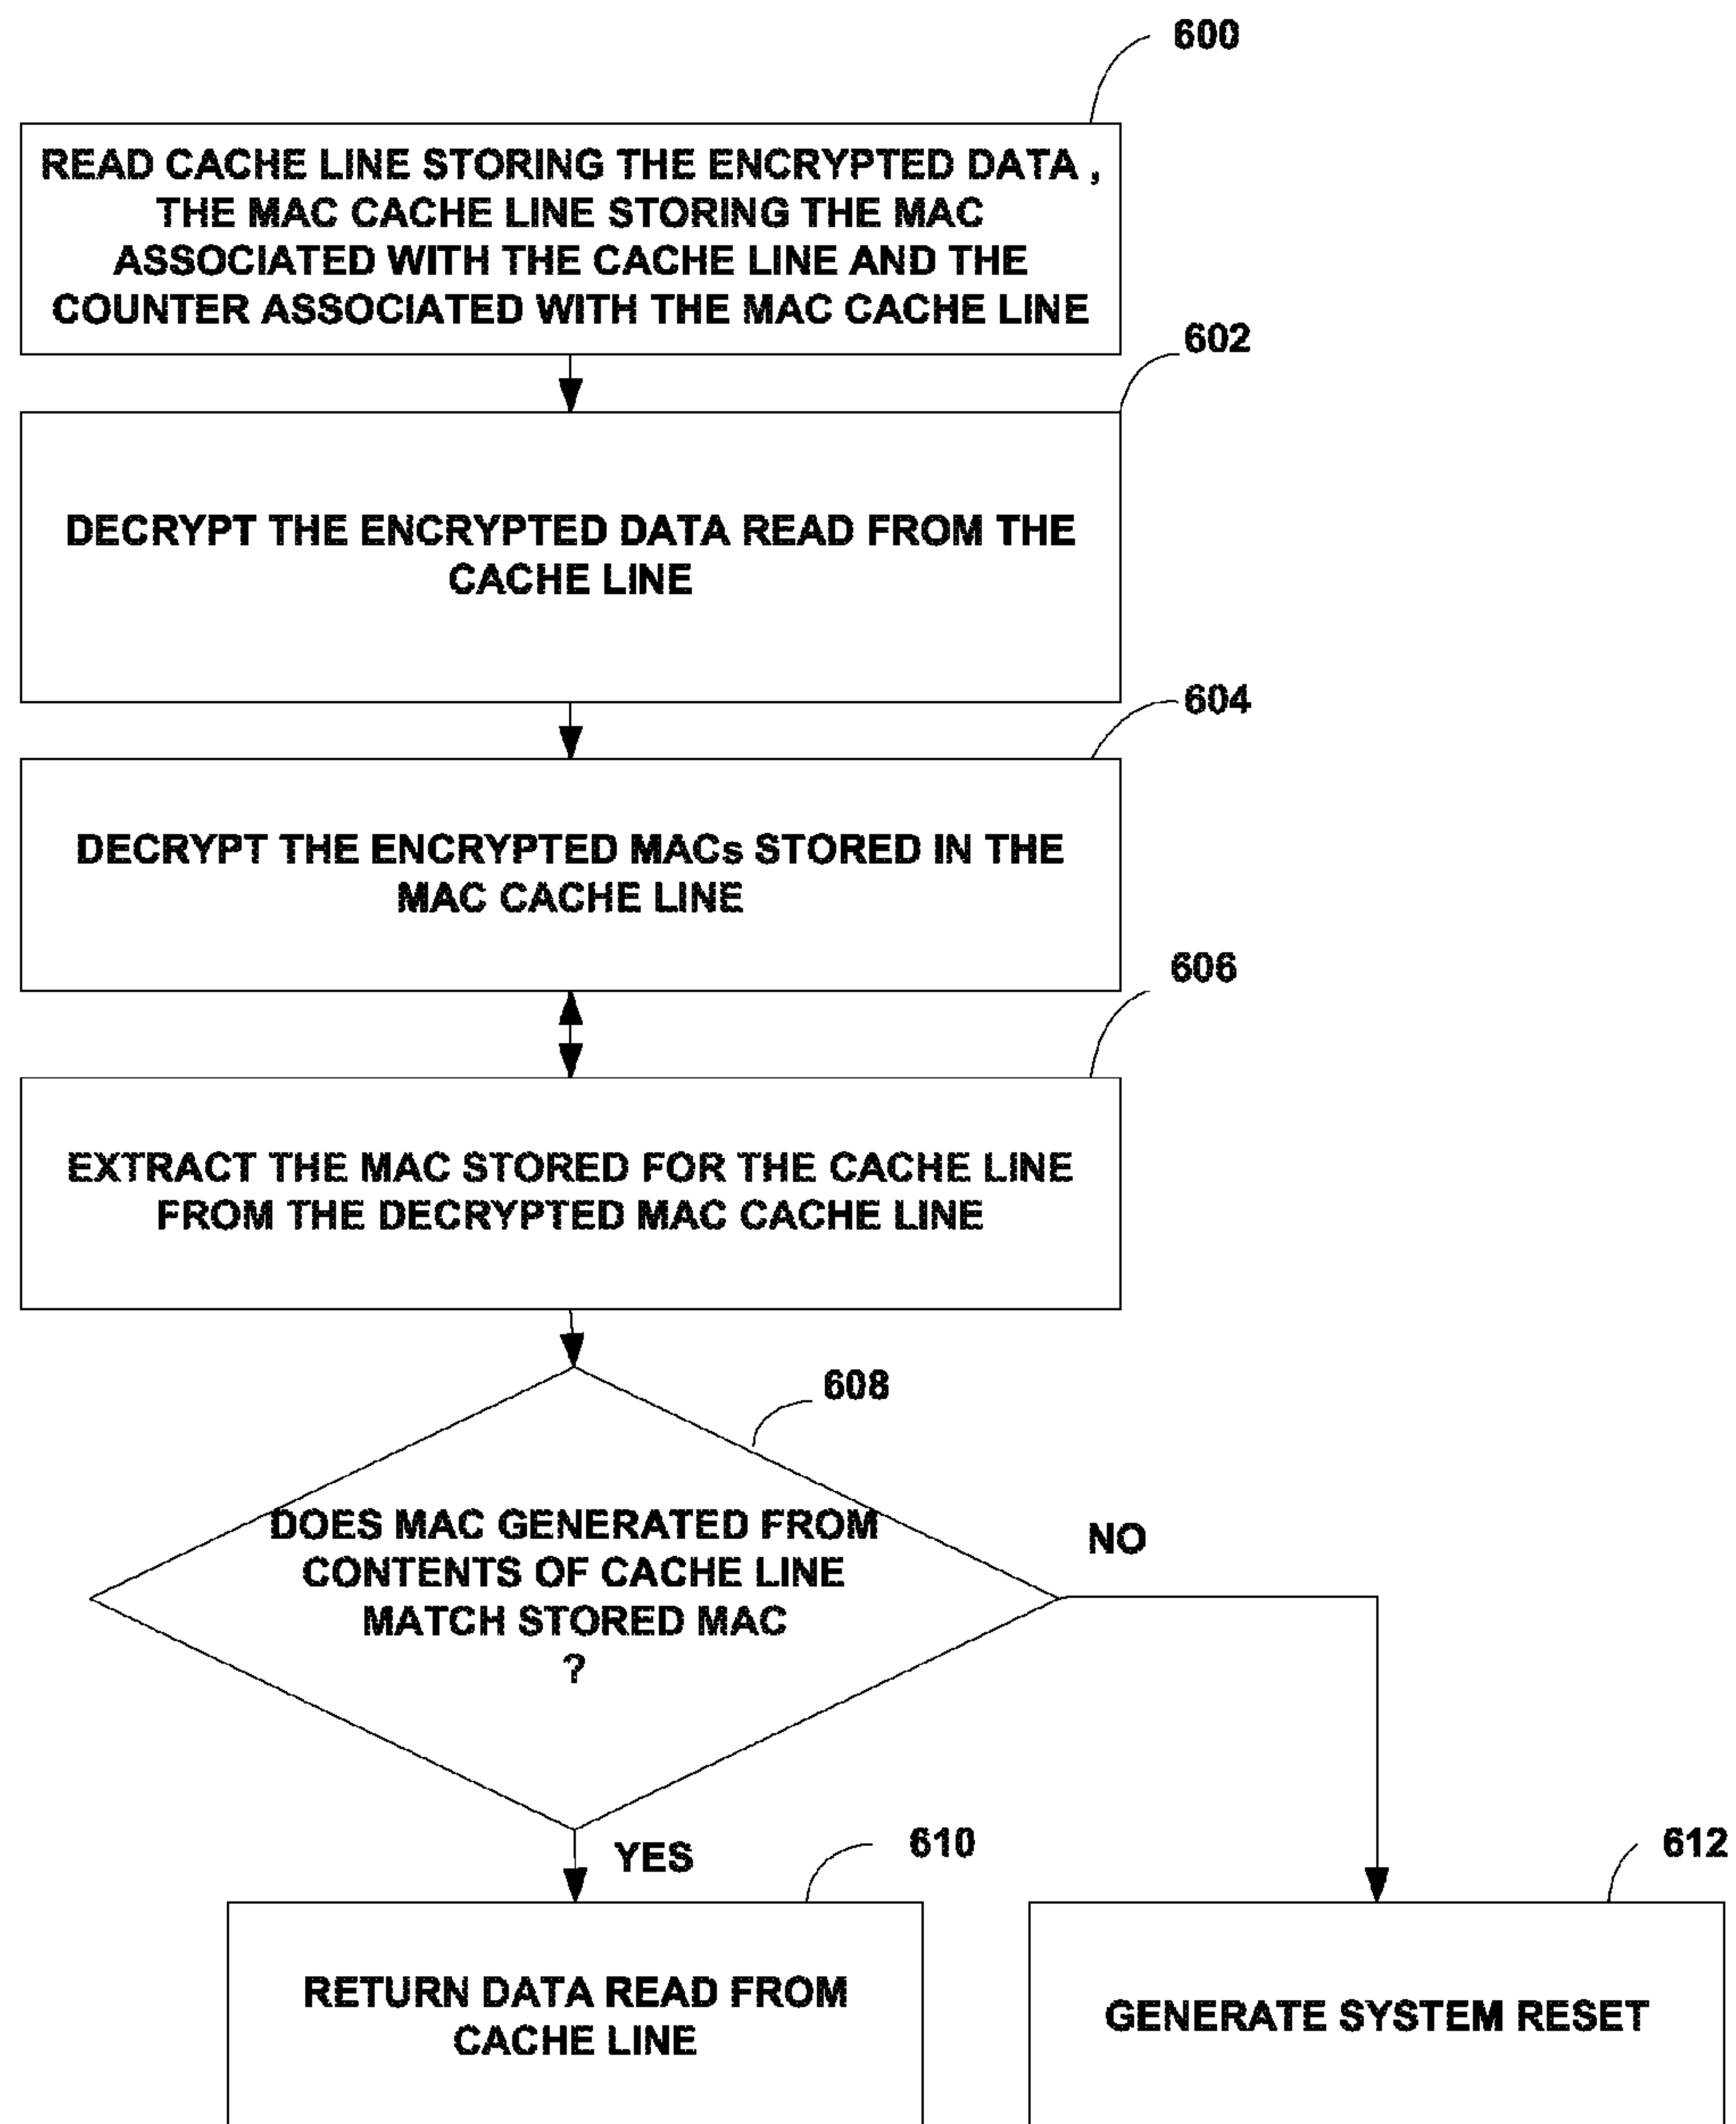 600
READ CACHE LINE STORING THE ENCRYPTED DATA ,
THE MAC CACHE LINE STORING THE MAC
ASSOCIATED WITH THE CACHE LINE AND THE
COUNTER ASSOCIATED WITH THE MAC CACHE LINE
602
DECRYPT THE ENCRYPTED DATA READ FROM THE
CACHE LINE
604
DECRYPT THE ENCRYPTED MACs STORED IN THE
MAC CACHE LINE
606
EXTRACT THE MAC STORED FOR THE CACHE LINE
FROM THE DECRYPTED MAC CACHE LINE
608
DOES MAC GENERATED FROM
CONTENTS OF CACHE LINE
MATCH STORED MAC
?
NO
YES
610
612
RETURN DATA READ FROM
CACHE LINE
GENERATE SYSTEM RESET